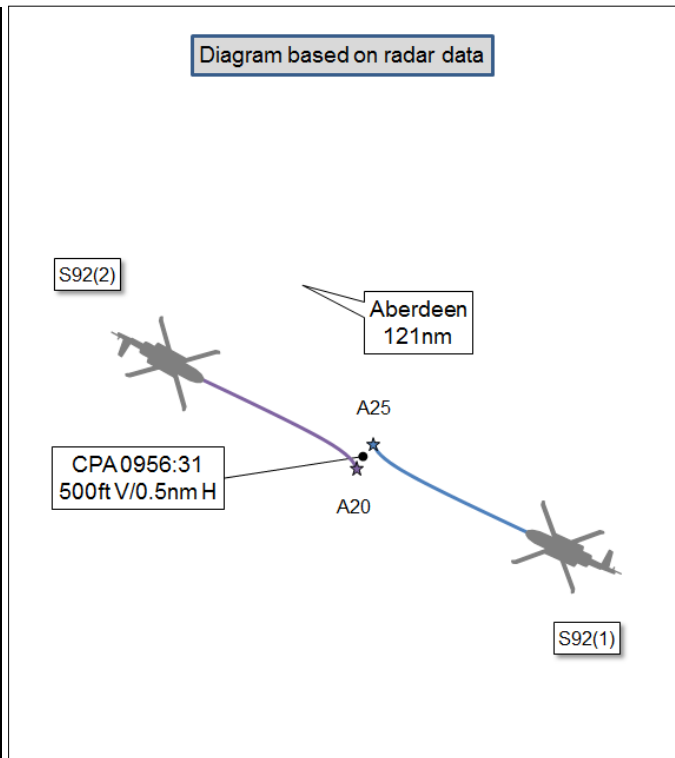 Diagram based on radar data
S92(2)
Aberdeen
121nm
A25
CPA 0956:31
500ft V/0.5nm H
A20
S92(1)